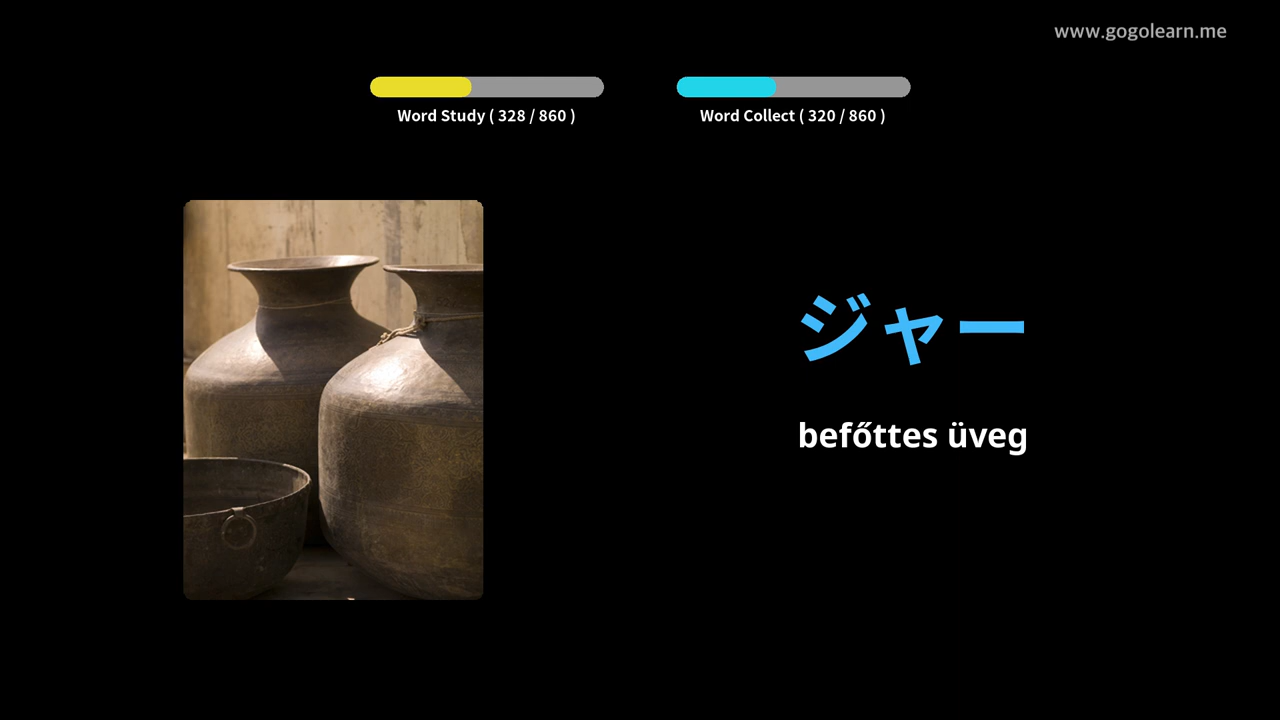 www.gogolearn.me
Word Study ( 328 / 860 )
Word Collect ( 320 / 860 )
ジャー
befőttes üveg